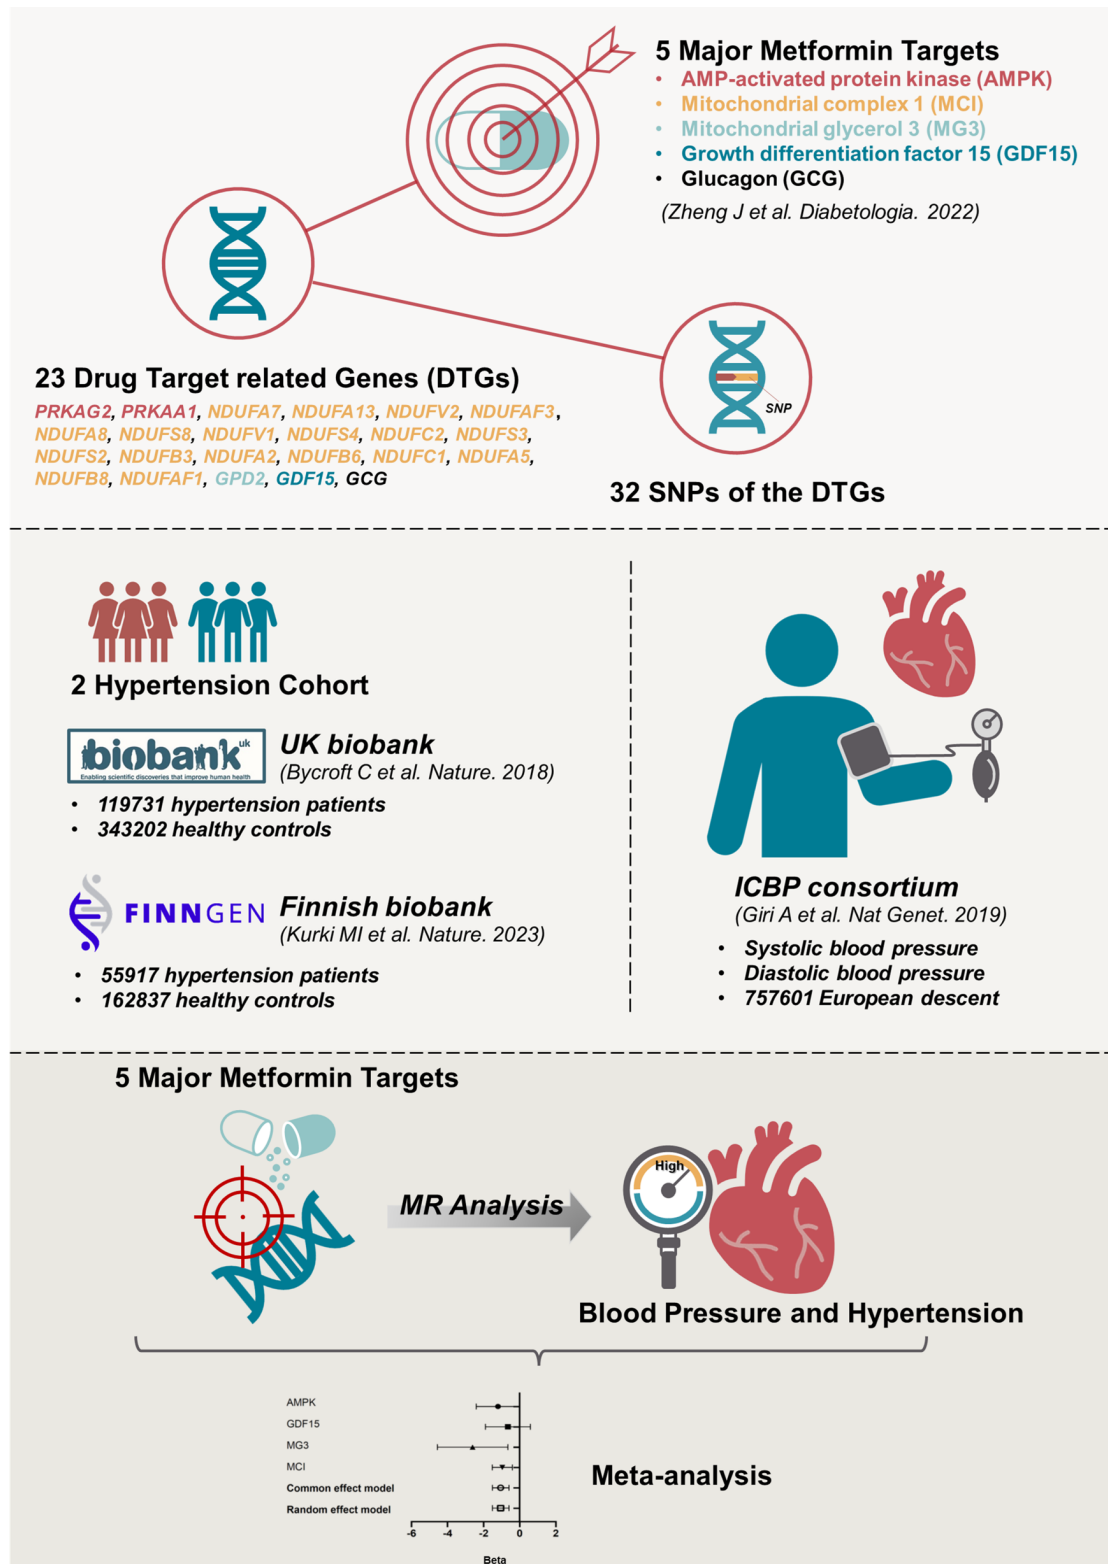 5 Major Metformin Targets
• AMP-activated protein kinase (AMPK)
• Mitochondrial complex 1 (MCI)
• Mitochondrial glycerol 3 (MG3)
• Growth differentiation factor 15 (GDF15)
• Glucagon (GCG)
(Zheng J et al. Diabetologia. 2022)
23 Drug Target related Genes (DTGs)
PRKAG2, PRKAA1, NDUFA7, NDUFA13, NDUFV2, NDUFAF3,
NDUFA8, NDUFS8, NDUFV1, NDUFS4, NDUFC2, NDUFS3,
NDUFS2, NDUFB3, NDUFA2, NDUFB6, NDUFC1, NDUFA5,
NDUFB8, NDUFAF1, GPD2, GDF15, GCG
SNP
32 SNPs of the DTGs
2 Hypertension Cohort
biobank uk
Enabling scientific discoveries that improve human health
UK biobank
(Bycroft C et al. Nature. 2018)
• 119731 hypertension patients
• 343202 healthy controls
FINNGEN
Finnish biobank
(Kurki MI et al. Nature. 2023)
• 55917 hypertension patients
• 162837 healthy controls
ICBP consortium
(Giri A et al. Nat Genet. 2019)
• Systolic blood pressure
• Diastolic blood pressure
• 757601 European descent
5 Major Metformin Targets
MR Analysis
High
Blood Pressure and Hypertension
AMPK
GDF15
MG3
MCI
Common effect model
Random effect model
-6 -4 -2 0 2
Beta
Meta-analysis